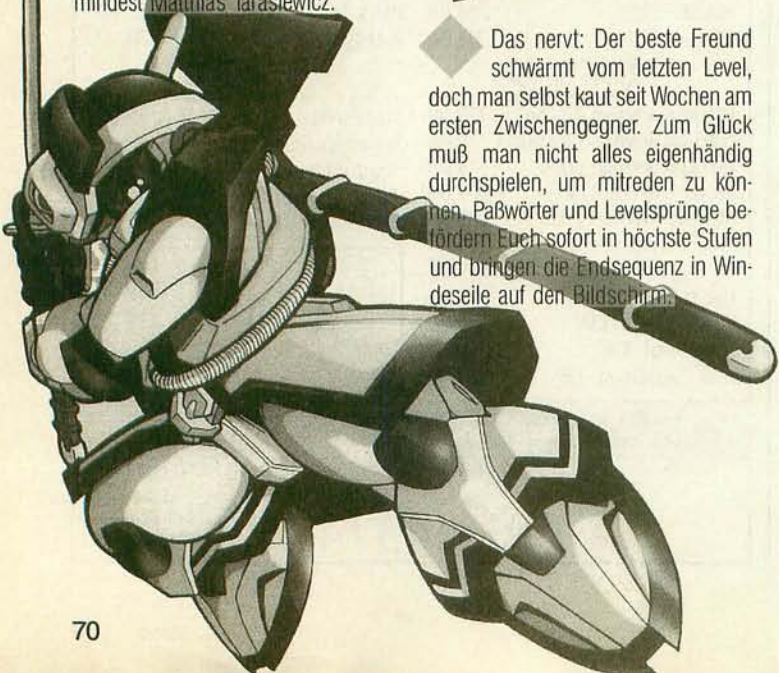 mindest Matthias Tarasiewicz.
Das nervt: Der beste Freund
schwärmt vom letzten Level,
doch man selbst kaut seit Wochen am
ersten Zwischengegner. Zum Glück
muß man nicht alles eigenhändig
durchspielen, um mitreden zu kön-
nen. Paßwörter und Levelsprünge be-
fördern Euch sofort in höchste Stufen
und bringen die Endsequenz in Win-
deseile auf den Bildschirm.
70